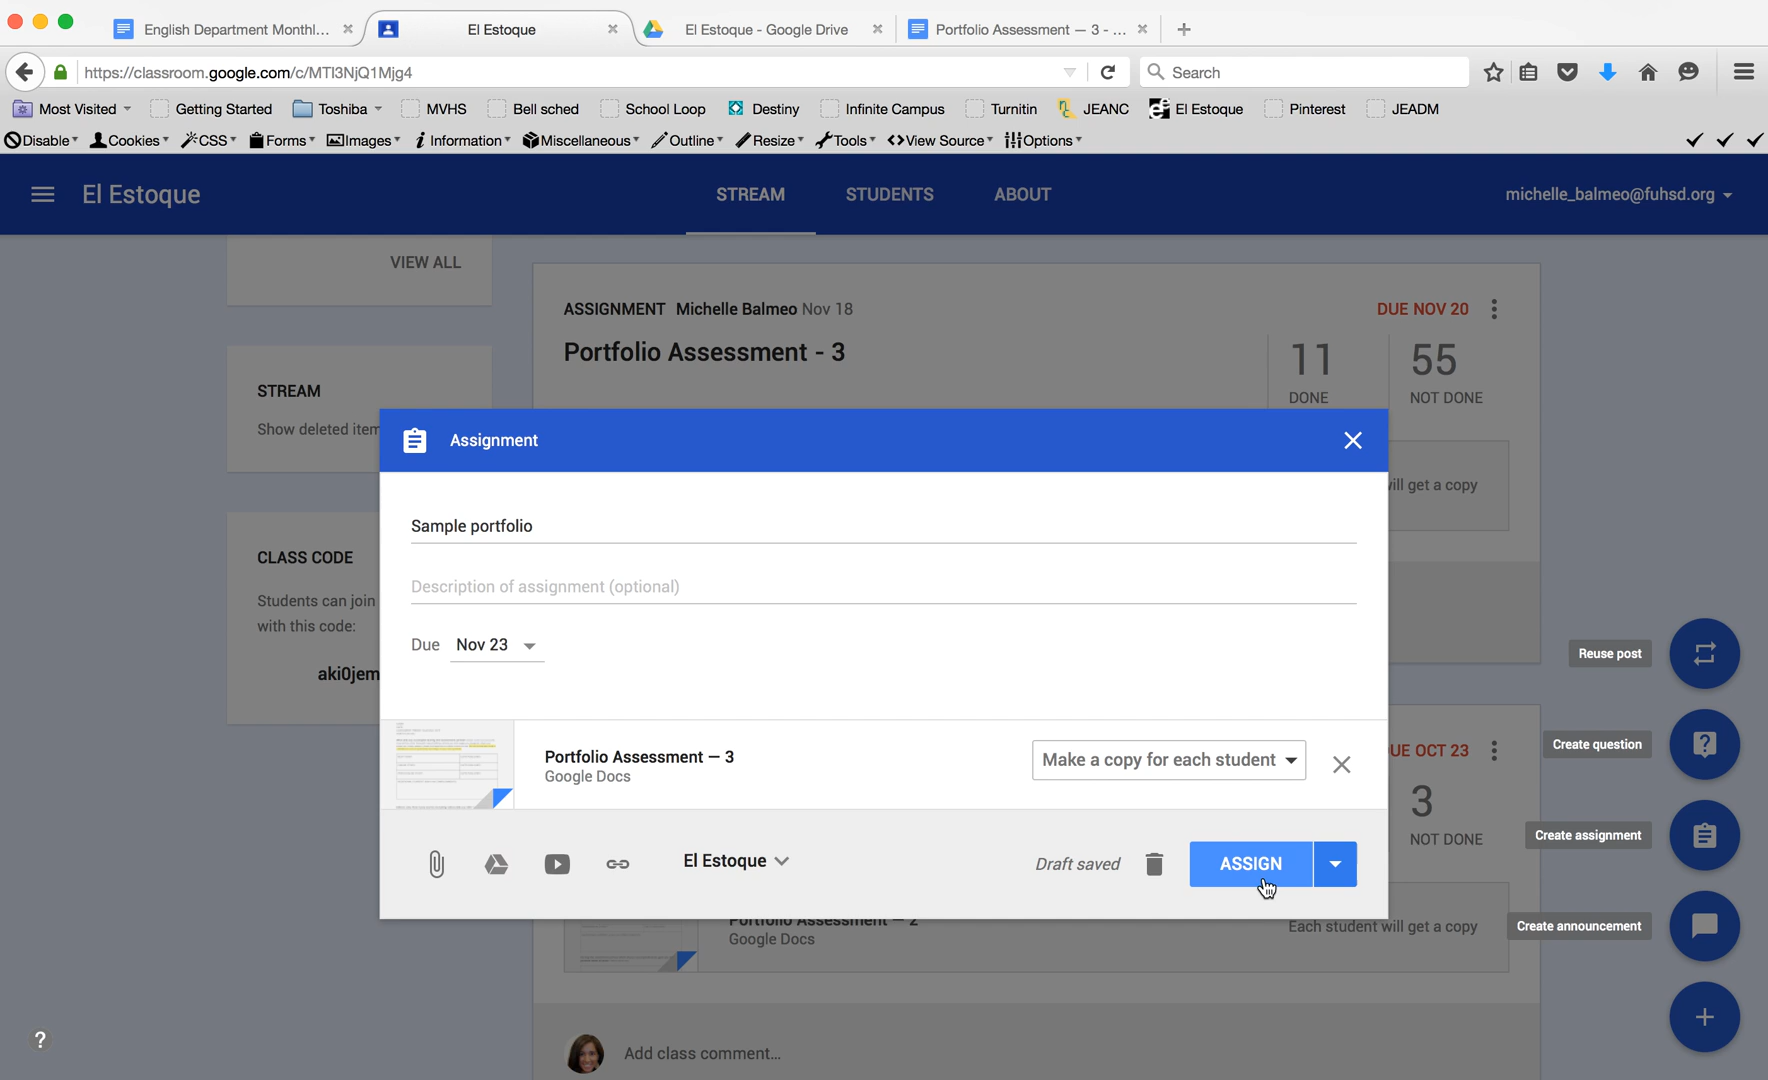 English Department Monthl...
El Estoque
El Estoque - Google Drive
Portfolio Assessment — 3 - ...
https://classroom.google.com/c/MTI3NjQ1Mjg4
Search
Most Visited
Getting Started
Toshiba
MVHS
Bell sched
School Loop
Destiny
Infinite Campus
Turnitin
JEANC
El Estoque
Pinterest
JEADM
Disable
Cookies
CSS
Forms
Images
Information
Miscellaneous
Outline
Resize
Tools
View Source
Options
El Estoque
STREAM
STUDENTS
ABOUT
michelle_balmeo@fuhsd.org
VIEW ALL
ASSIGNMENT Michelle Balmeo Nov 18
DUE NOV 20
Portfolio Assessment - 3
11
DONE
55
NOT DONE
STREAM
Show deleted item
Assignment
will get a copy
Sample portfolio
CLASS CODE
Description of assignment (optional)
Students can join
with this code:
Due Nov 23
aki0jem
Reuse post
Portfolio Assessment — 3
Google Docs
Make a copy for each student
DUE OCT 23
Create question
3
NOT DONE
Create assignment
El Estoque
Draft saved
ASSIGN
Portfolio Assessment — 2
Google Docs
Each student will get a copy
Create announcement
Add class comment...
?